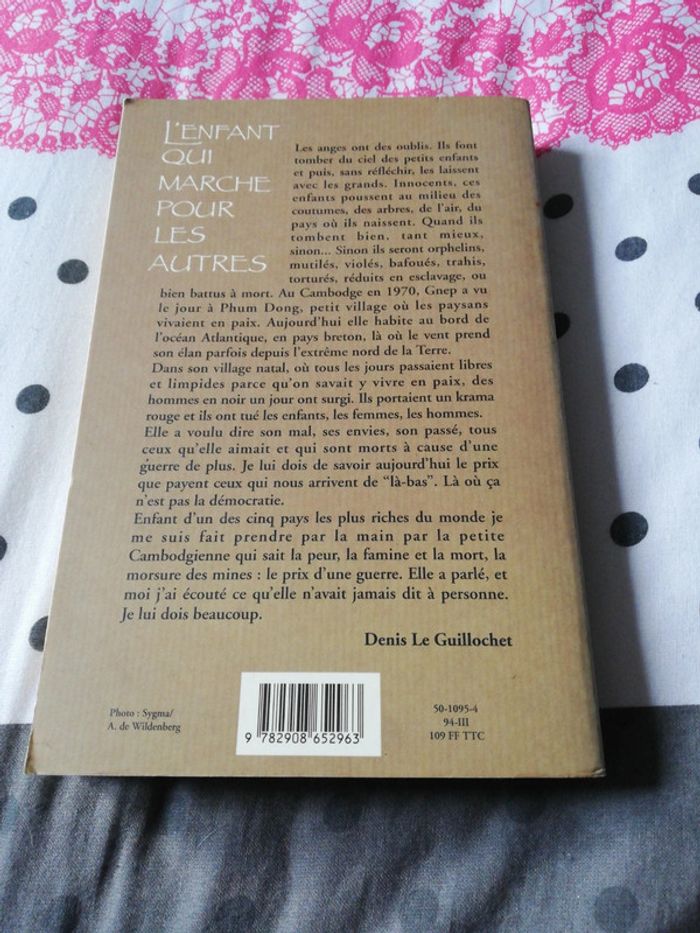 L'ENFANT
QUI
MARCHE
POUR
LES
AUTRES
Les anges ont des oublis. Ils font
tomber du ciel des petits enfants
et puis, sans réfléchir, les laissent
avec les grands. Innocents, ces
enfants poussent au milieu des
coutumes, des arbres, de l'air, du
pays où ils naissent. Quand ils
tombent bien, tant mieux,
sinon... Sinon ils seront orphelins,
mutilés, violés, bafoués, trahis,
torturés, réduits en esclavage, ou
bien battus à mort. Au Cambodge en 1970, Gnep a vu
le jour à Phum Dong, petit village où les paysans
vivaient en paix. Aujourd'hui elle habite au bord de
l'océan Atlantique, en pays breton, là où le vent prend
son élan parfois depuis l'extrême nord de la Terre.
Dans son village natal, où tous les jours passaient libres
et limpides parce qu'on savait y vivre en paix, des
hommes en noir un jour ont surgi. Ils portaient un krama
rouge et ils ont tué les enfants, les femmes, les hommes.
Elle a voulu dire son mal, ses envies, son passé, tous
ceux qu'elle aimait et qui sont morts à cause d'une
guerre de plus. Je lui dois de savoir aujourd'hui le prix
que payent ceux qui nous arrivent de "là-bas". Là où ça
n'est pas la démocratie.
Enfant d'un des cinq pays les plus riches du monde je
me suis fait prendre par la main par la petite
Cambodgienne qui sait la peur, la famine et la mort, la
morsure des mines : le prix d'une guerre. Elle a parlé, et
moi j'ai écouté ce qu'elle n'avait jamais dit à personne.
Je lui dois beaucoup.
Denis Le Guillochet
Photo : Sygma/
A. de Wildenberg
9 782908 652963
50-1095-4
94-III
109 FF TTC